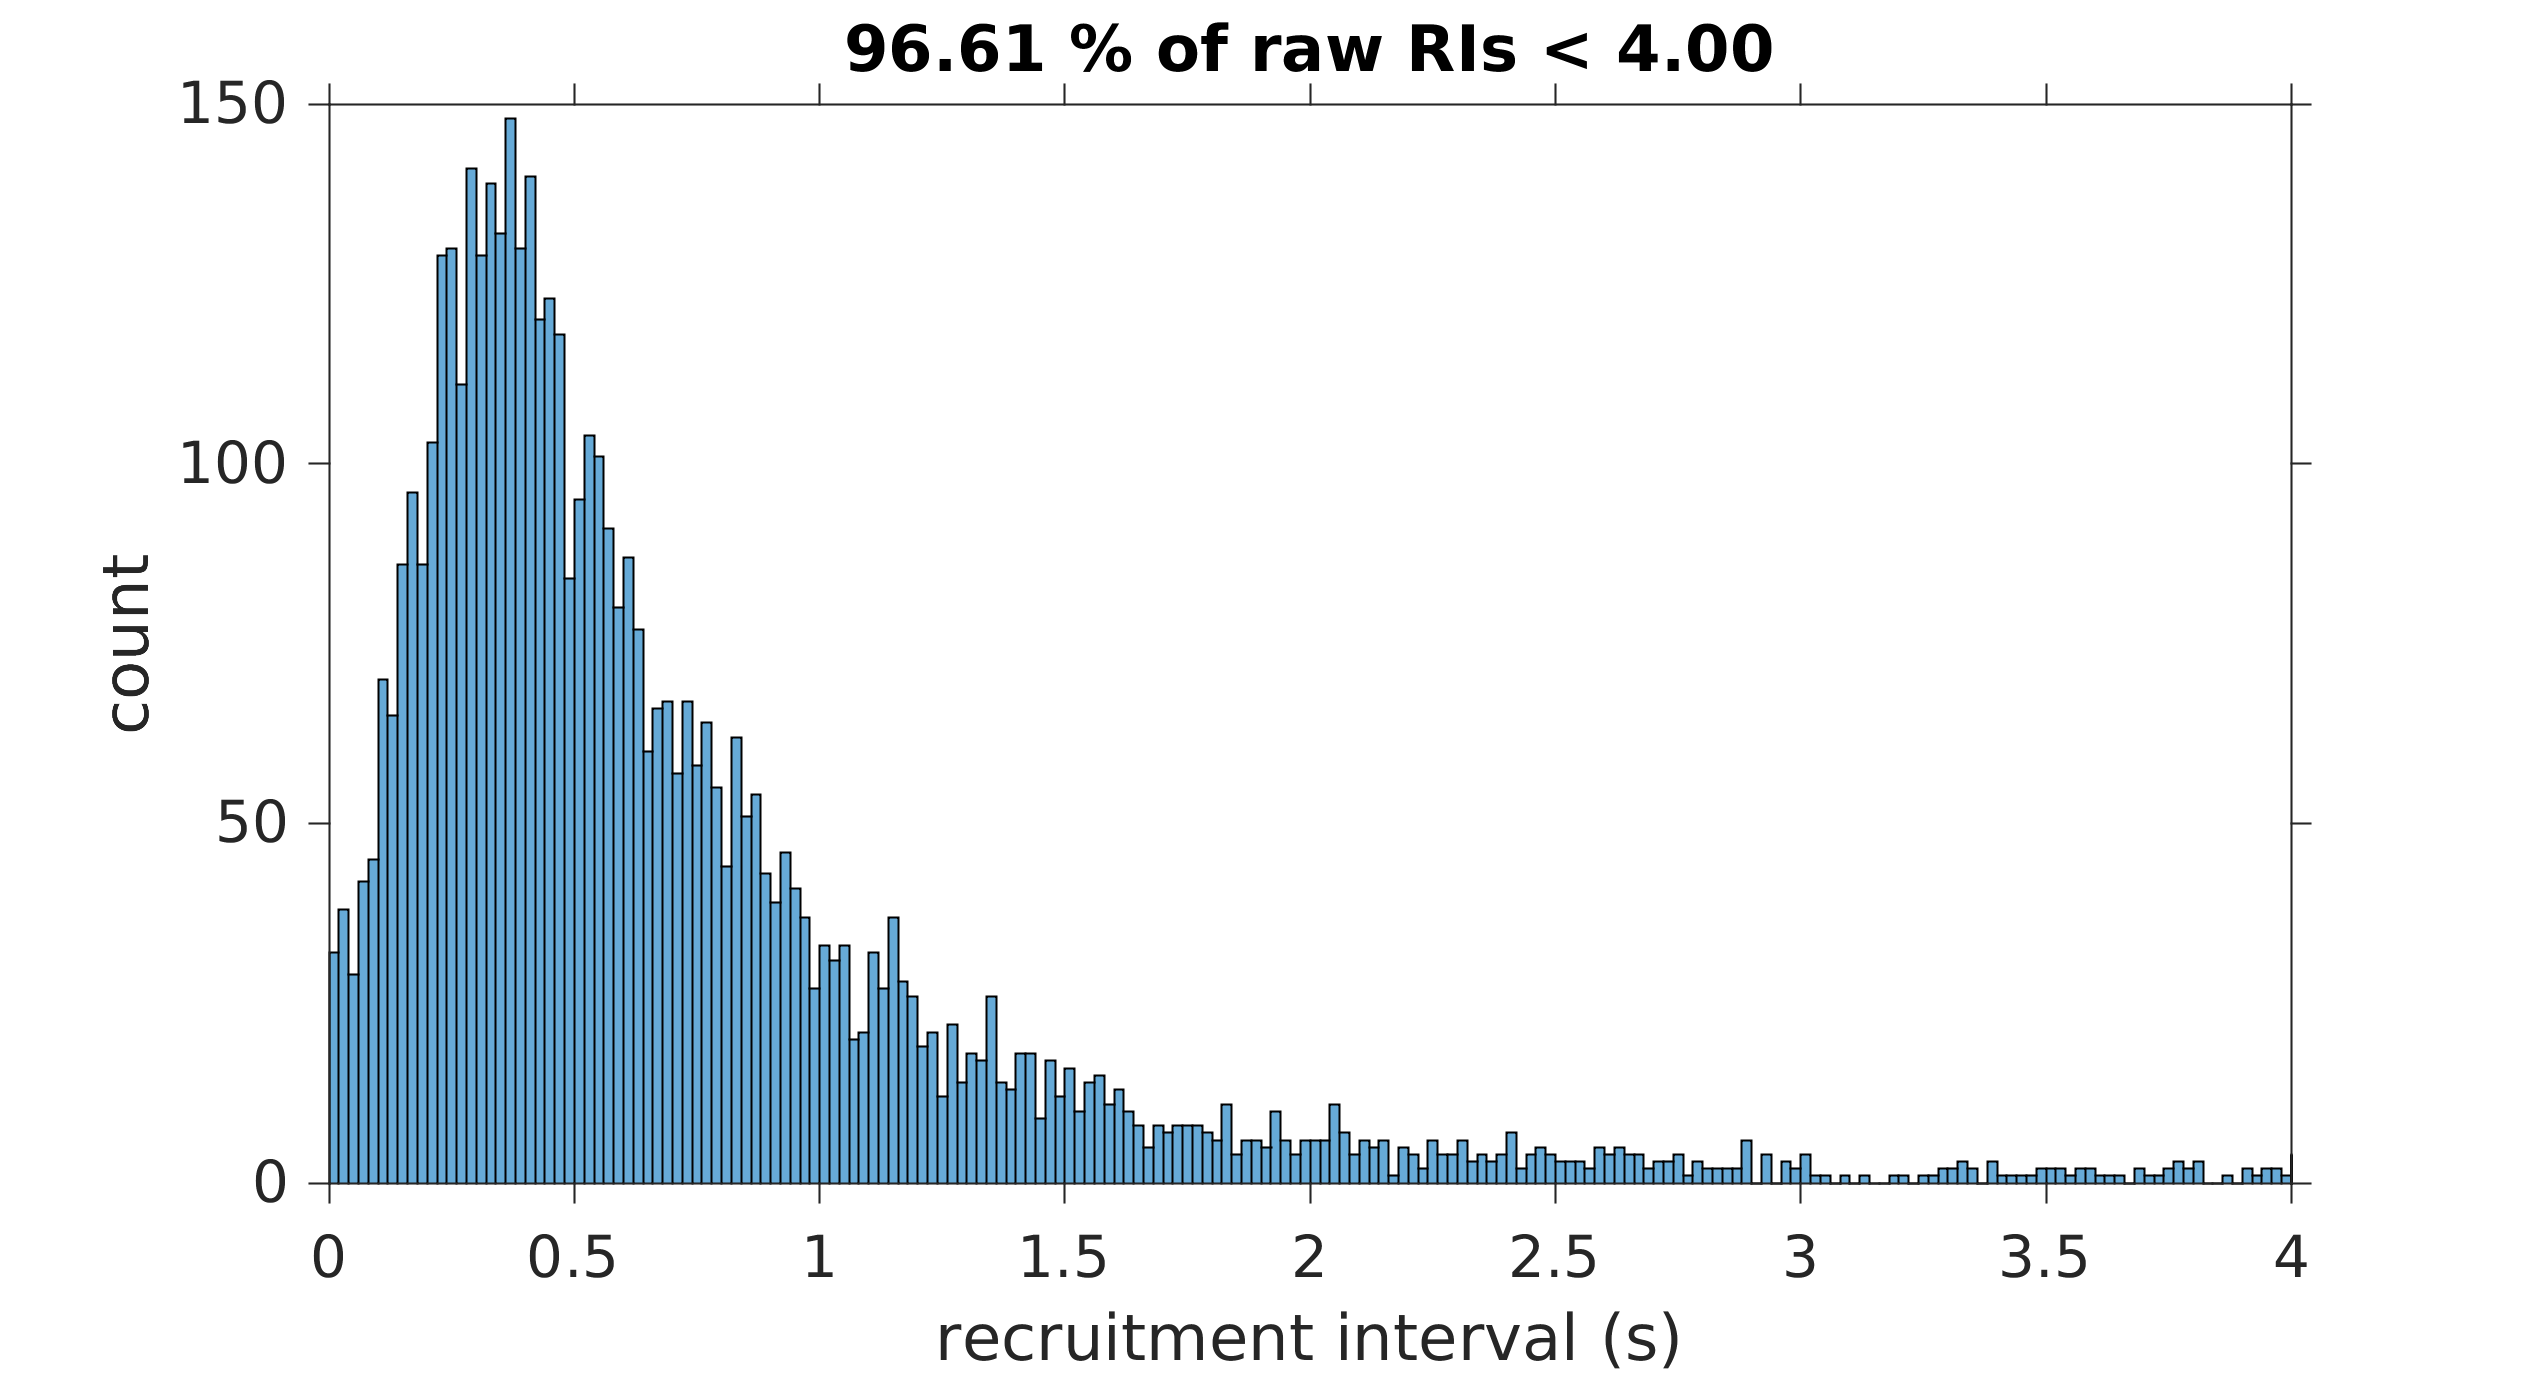 96.61 % of raw RIs < 4.00
150
100
50
0
count
0 0.5 1 1.5 2 2.5 3 3.5 4
recruitment interval (s)